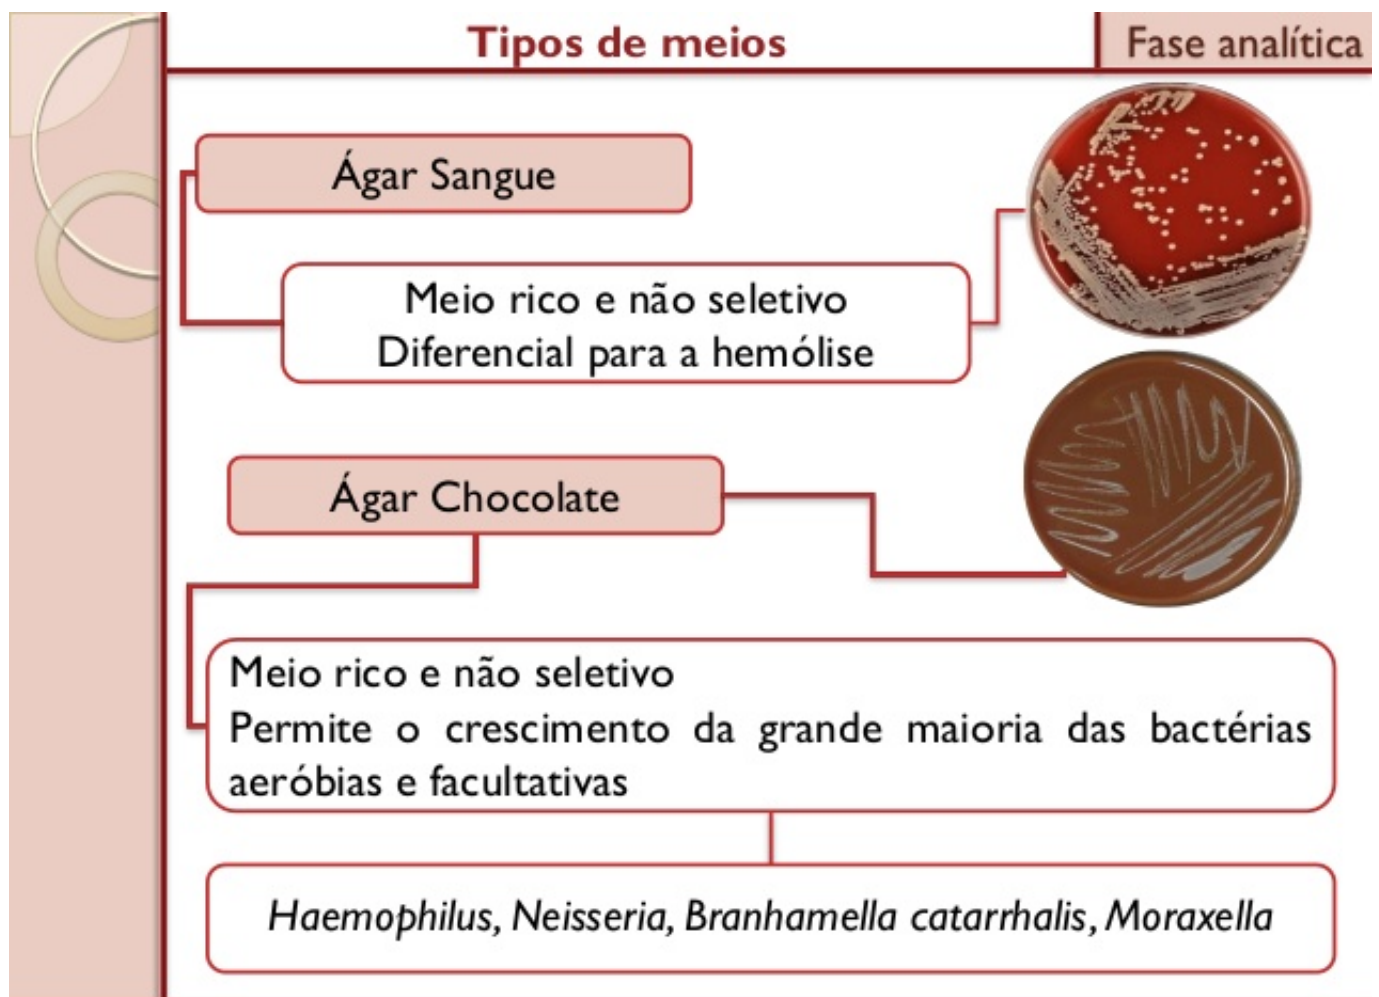 Tipos de meios
Fase analítica
Ágar Sangue
Meio rico e não seletivo
Diferencial para a hemólise
Ágar Chocolate
Meio rico e não seletivo
Permite o crescimento da grande maioria das bactérias
aeróbias e facultativas
Haemophilus, Neisseria, Branhamella catarrhalis, Moraxella